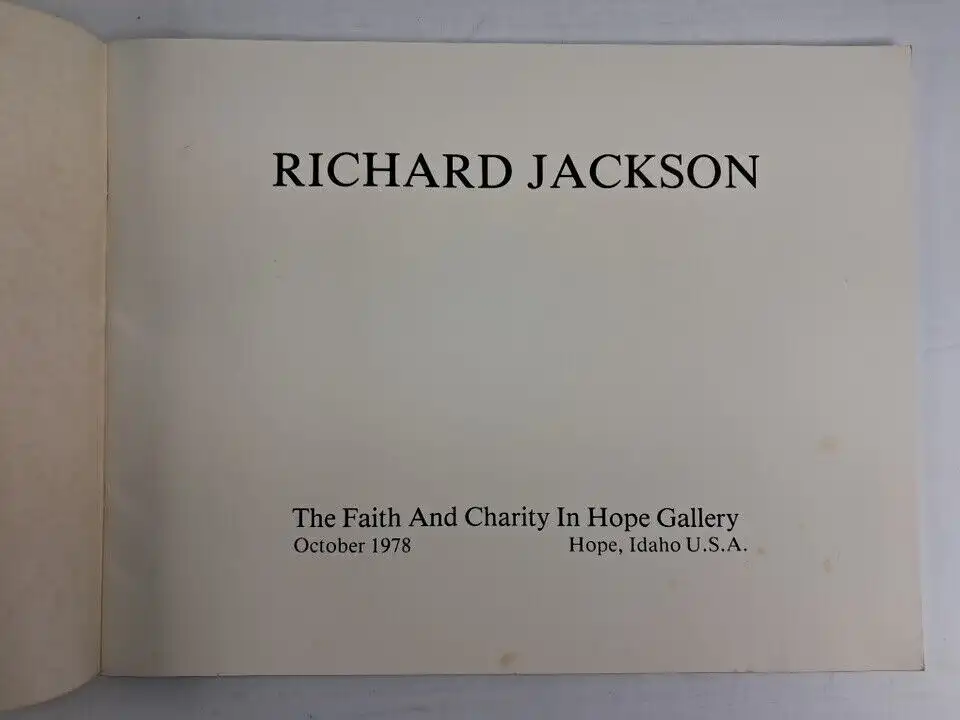 RICHARD JACKSON
The Faith And Charity In Hope Gallery
October 1978 Hope, Idaho U.S.A.